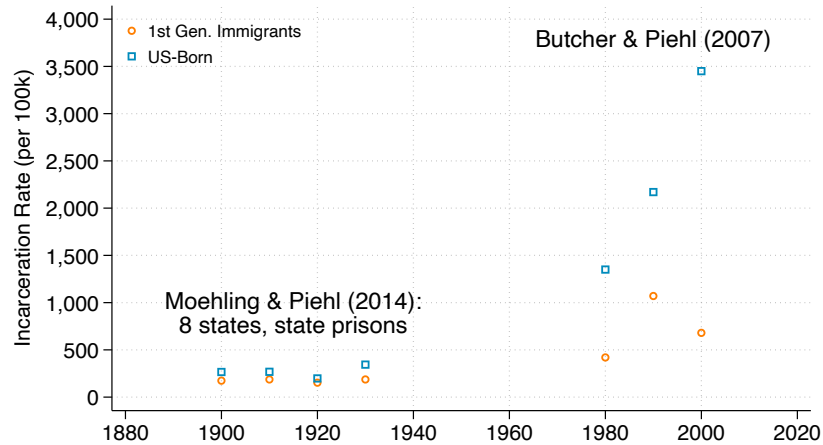 4,000
1st Gen. Immigrants
US-Born
Butcher & Piehl (2007)
3,500
3,000
2,500
2,000
1,500
1,000
500
0
Incarceration Rate (per 100k)
Moehling & Piehl (2014):
8 states, state prisons
1880
1900
1920
1940
1960
1980
2000
2020